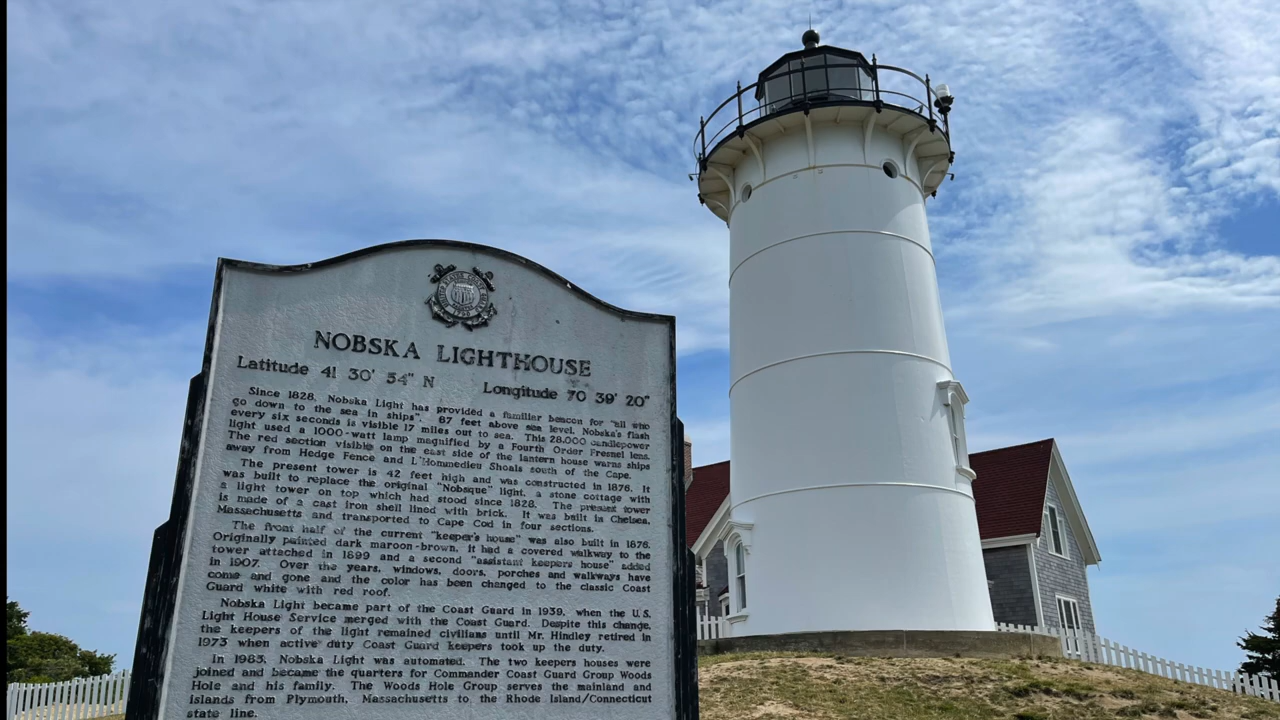 NOBSKA LIGHTHOUSE
Latitude 41 30' 54" N Longitude 70 39' 20"
Since 1828, Nobska Light has provided a familiar beacon for "all who
go down to the sea in ships". 87 feet above sea level, Nobska's flash
every six seconds is visible 17 miles out to sea. This 28,000 candlepower
light used a 1000-watt lamp magnified by a Fourth Order Fresnel lens.
The red section visible on the east side of the lantern house warns ships
away from Hedge Fence and L'Hommedieu Shoals south of the Cape.
The present tower is 42 feet high and was constructed in 1876. It
was built to replace the original "Nobsque" light, a stone cottage with
a light tower on top which had stood since 1828. The present tower
is made of a cast iron shell lined with brick. It was built in Chelsea,
Massachusetts and transported to Cape Cod in four sections.
The front half of the current "keeper's house" was also built in 1876.
Originally painted dark maroon-brown, it had a covered walkway to the
tower attached in 1899 and a second "assistant keepers house" added
in 1907. Over the years, windows, doors, porches and walkways have
come and gone and the color has been changed to the classic Coast
Guard white with red roof.
Nobska Light became part of the Coast Guard in 1939, when the U.S.
Light House Service merged with the Coast Guard. Despite this change,
the keepers of the light remained civilians until Mr. Hindley retired in
1973 when active duty Coast Guard keepers took up the duty.
In 1983, Nobska Light was automated. The two keepers houses were
joined and became the quarters for Commander Coast Guard Group Woods
Hole and his family. The Woods Hole Group serves the mainland and
islands from Plymouth, Massachusetts to the Rhode Island/Connecticut
state line.